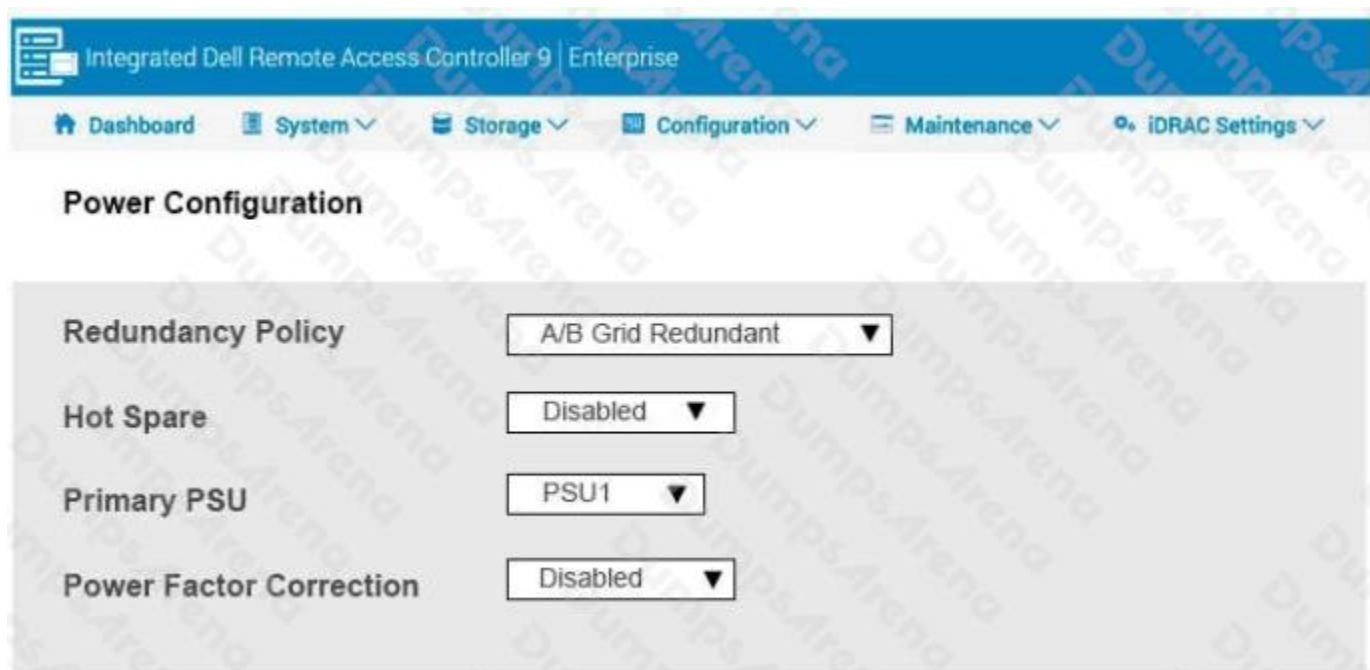 Integrated Dell Remote Access Controller 9 | Enterprise
Dashboard System Storage Configuration Maintenance iDRAC Settings
Power Configuration
Redundancy Policy A/B Grid Redundant
Hot Spare Disabled
Primary PSU PSU1
Power Factor Correction Disabled
DumpsArena